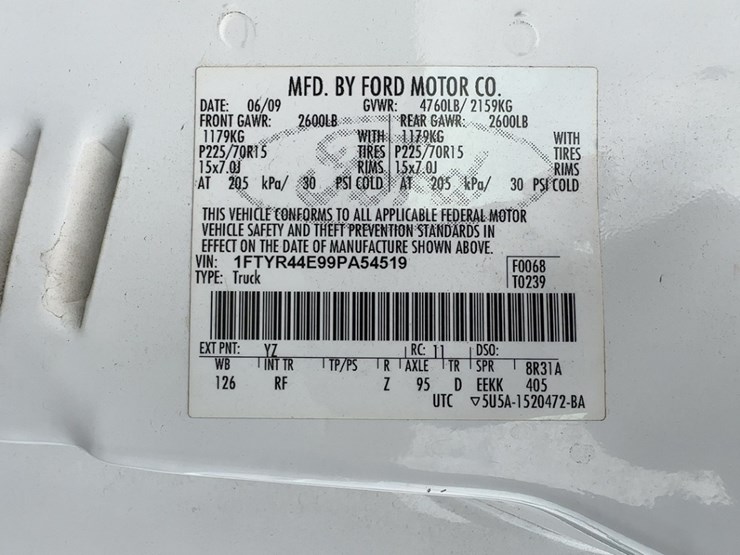 MFD. BY FORD MOTOR CO.
DATE: 06/09 GVWR: 4760LB/ 2159KG
FRONT GAWR: 2600LB REAR GAWR: 2600LB
1179KG WITH 1179KG WITH
P225/70R15 TIRES P225/70R15 TIRES
15x7.0J RIMS 15x7.0J RIMS
AT 205 kPa/ 30 PSI COLD AT 205 kPa/ 30 PSI COLD
Ford
THIS VEHICLE CONFORMS TO ALL APPLICABLE FEDERAL MOTOR
VEHICLE SAFETY AND THEFT PREVENTION STANDARDS IN
EFFECT ON THE DATE OF MANUFACTURE SHOWN ABOVE.
VIN: 1FTYR44E99PA54519 F0068
TYPE: Truck T0239
EXT PNT: YZ RC: 11 DSO:
WB INT TR TP/PS R AXLE TR SPR 8R31A
126 RF Z 95 D EEKK 405
UTC ▽5U5A-1520472-BA